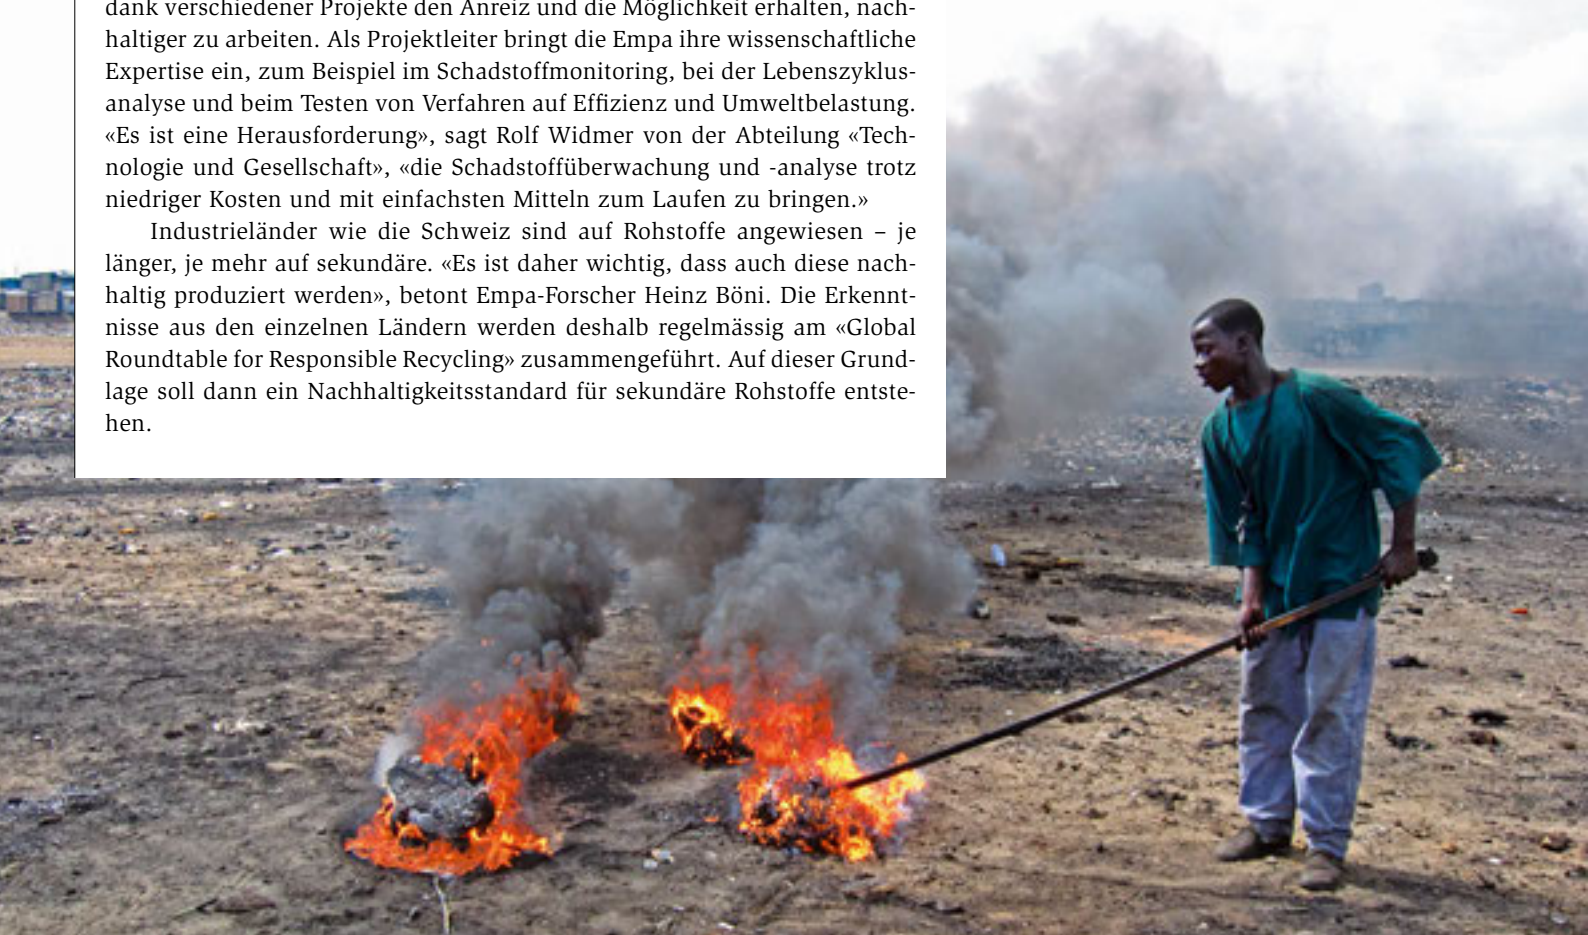 dank verschiedener Projekte den Anreiz und die Möglichkeit erhalten, nach-
haltiger zu arbeiten. Als Projektleiter bringt die Empa ihre wissenschaftliche
Expertise ein, zum Beispiel im Schadstoffmonitoring, bei der Lebenszyklus-
analyse und beim Testen von Verfahren auf Effizienz und Umweltbelastung.
«Es ist eine Herausforderung», sagt Rolf Widmer von der Abteilung «Tech-
nologie und Gesellschaft», «die Schadstoffüberwachung und -analyse trotz
niedriger Kosten und mit einfachsten Mitteln zum Laufen zu bringen.»
Industrieländer wie die Schweiz sind auf Rohstoffe angewiesen – je
länger, je mehr auf sekundäre. «Es ist daher wichtig, dass auch diese nach-
haltig produziert werden», betont Empa-Forscher Heinz Böni. Die Erkennt-
nisse aus den einzelnen Ländern werden deshalb regelmässig am «Global
Roundtable for Responsible Recycling» zusammengeführt. Auf dieser Grund-
lage soll dann ein Nachhaltigkeitsstandard für sekundäre Rohstoffe entste-
hen.